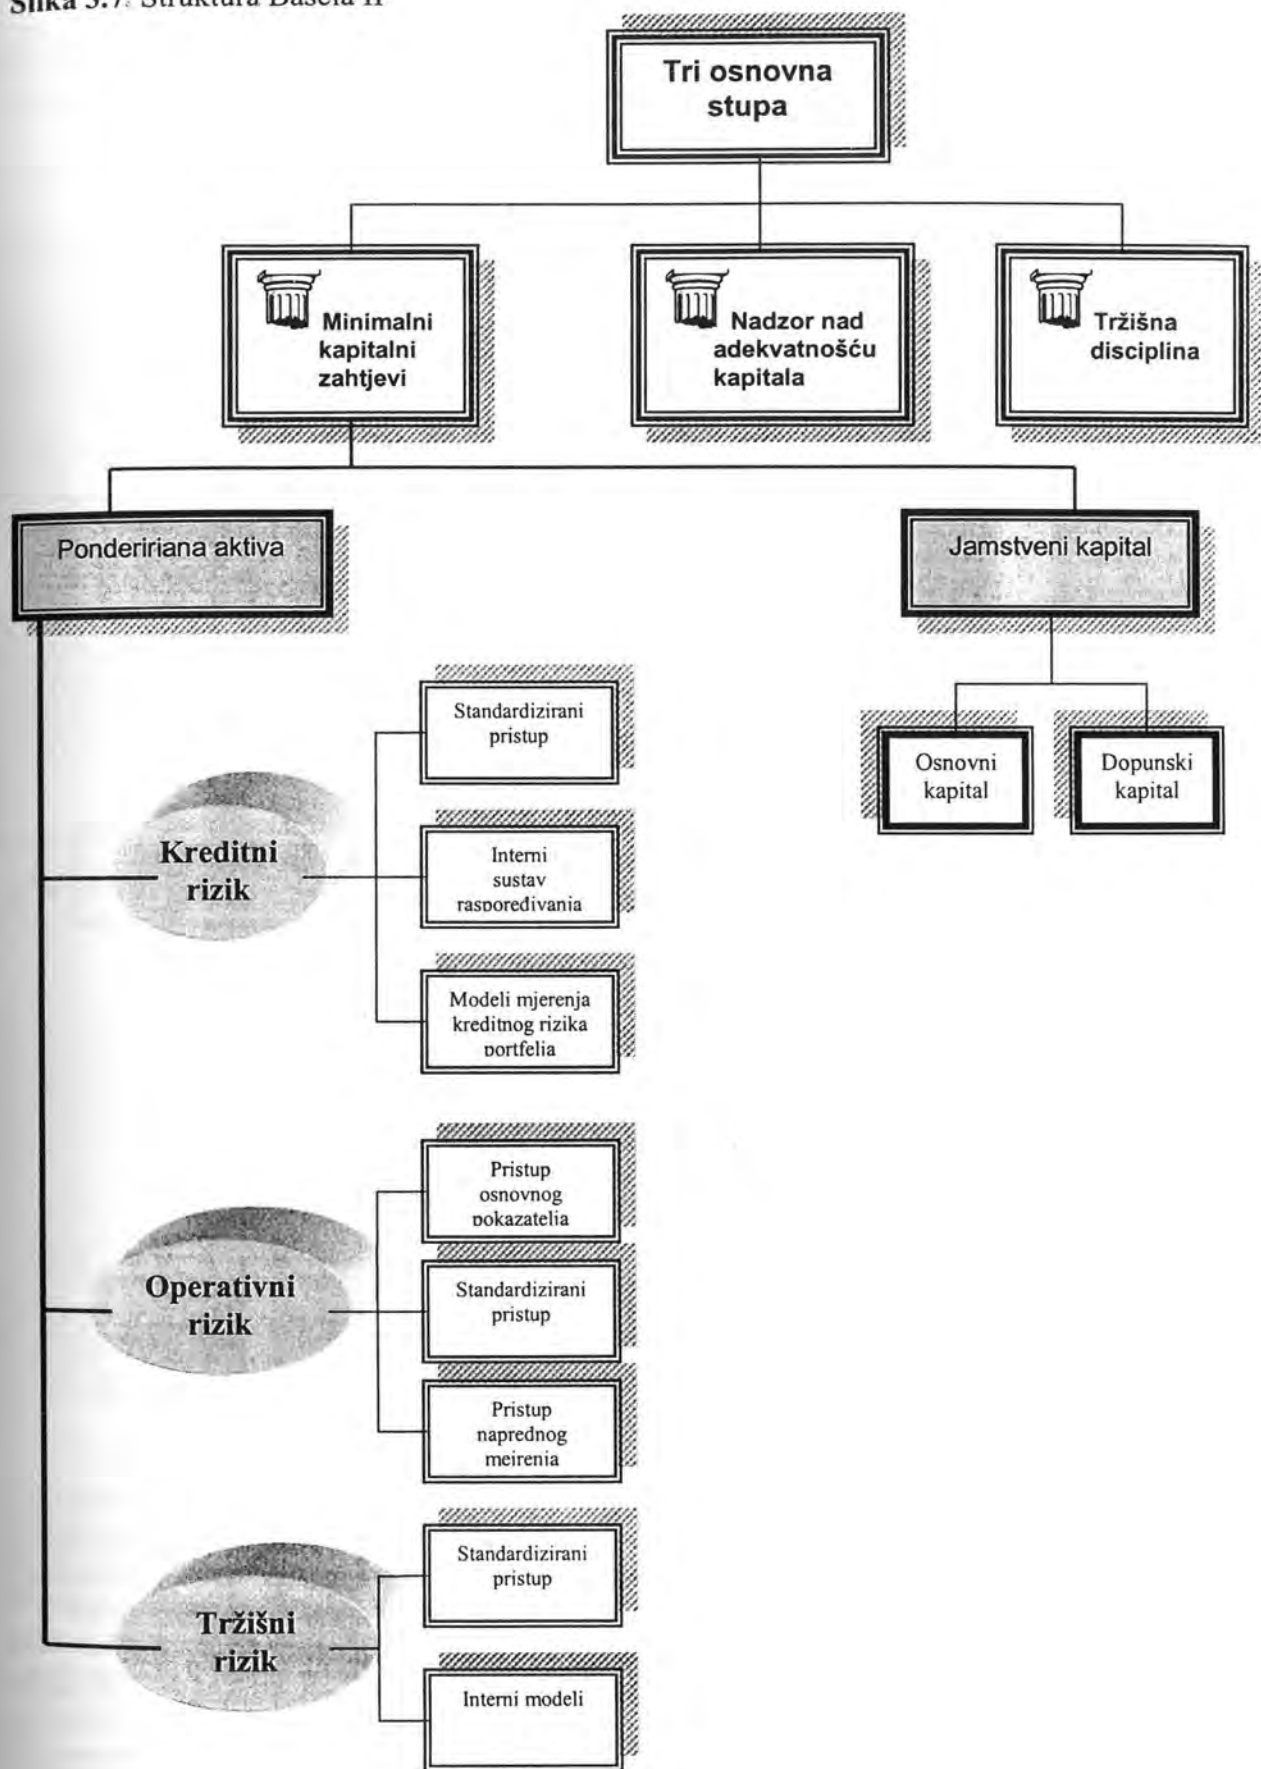 Slika 3.7. Struktura Basela II
Tri osnovna
stupa
Minimalni
kapitalni
zahtjevi
Nadzor nad
adekvatnošću
kapitala
Tržišna
disciplina
Pondeririana aktiva
Jamstveni kapital
Standardizirani
pristup
Osnovni
kapital
Dopunski
kapital
Kreditni
rizik
Interni
sustav
raspoređivanja
Modeli mjerenja
kreditnog rizika
portfelja
Pristup
osnovnog
pokazatelja
Operativni
rizik
Standardizirani
pristup
Pristup
naprednog
mejrenja
Standardizirani
pristup
Tržišni
rizik
Interni modeli